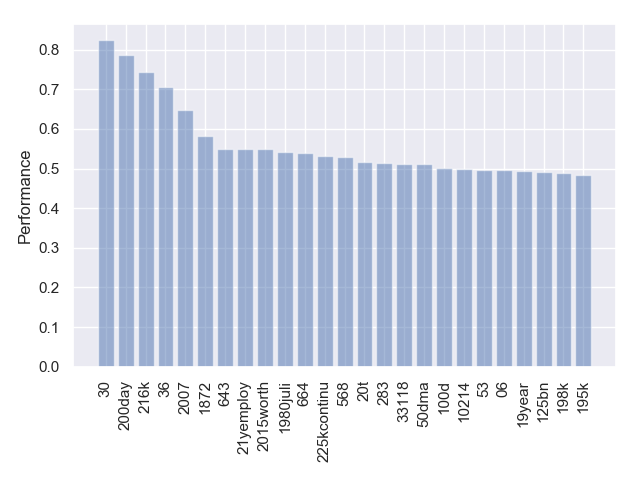 0.8
0.7
0.6
0.5
0.4
0.3
0.2
0.1
0.0
Performance
30
200day
216k
36
2007
1872
643
21yemploy
2015worth
1980juli
664
225kcontinu
568
20t
283
33118
50dma
100d
10214
53
06
19year
125bn
198k
195k